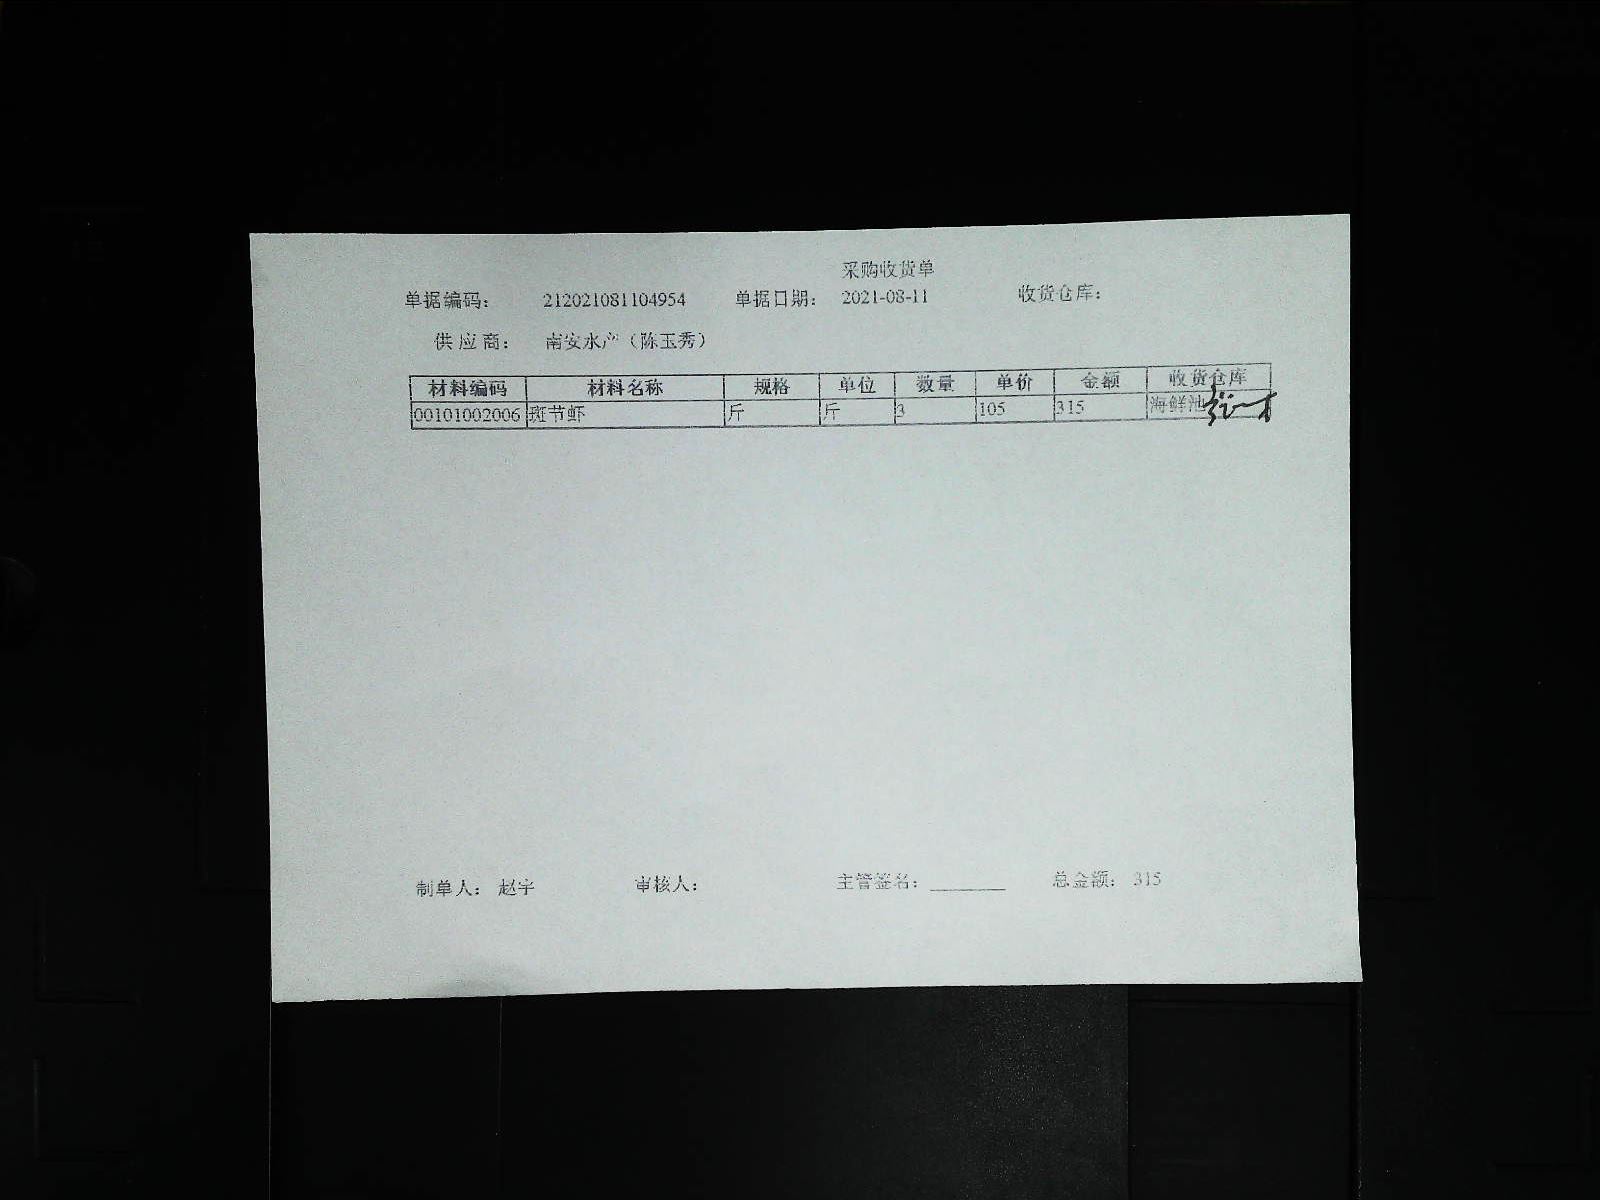 采购收货单
单据编码： 212021081104954 单据日期： 2021-08-11 收货仓库：
供应商： 南安水产（陈玉秀）
材料编码 材料名称 规格 单位 数量 单价 金额 收货仓库
00101002006 斑节虾 斤 斤 3 105 315 海鲜池
制单人： 赵宇 审核人： 主管签名： 总金额： 315